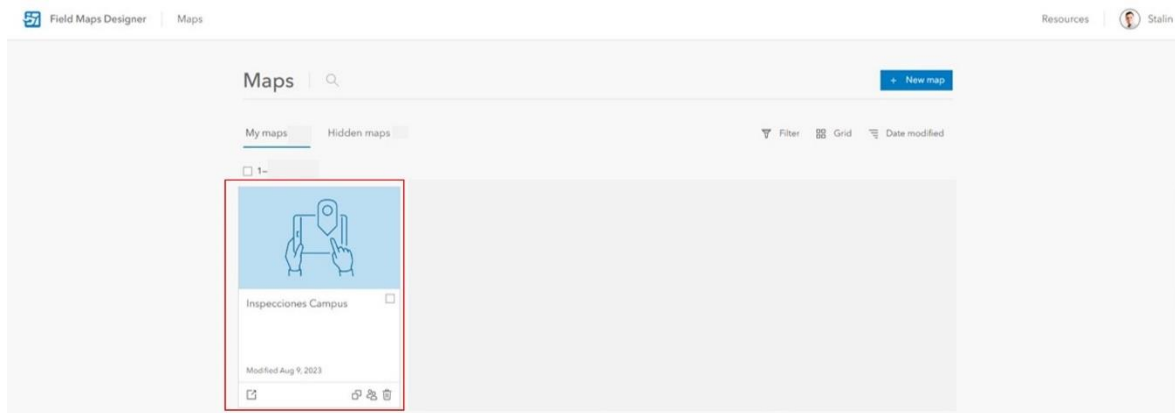 Field Maps Designer Maps Resources Stalin
Maps + New map
My maps Hidden maps Filter Grid Date modified
1–
Inspecciones Campus
Modified Aug 9, 2023